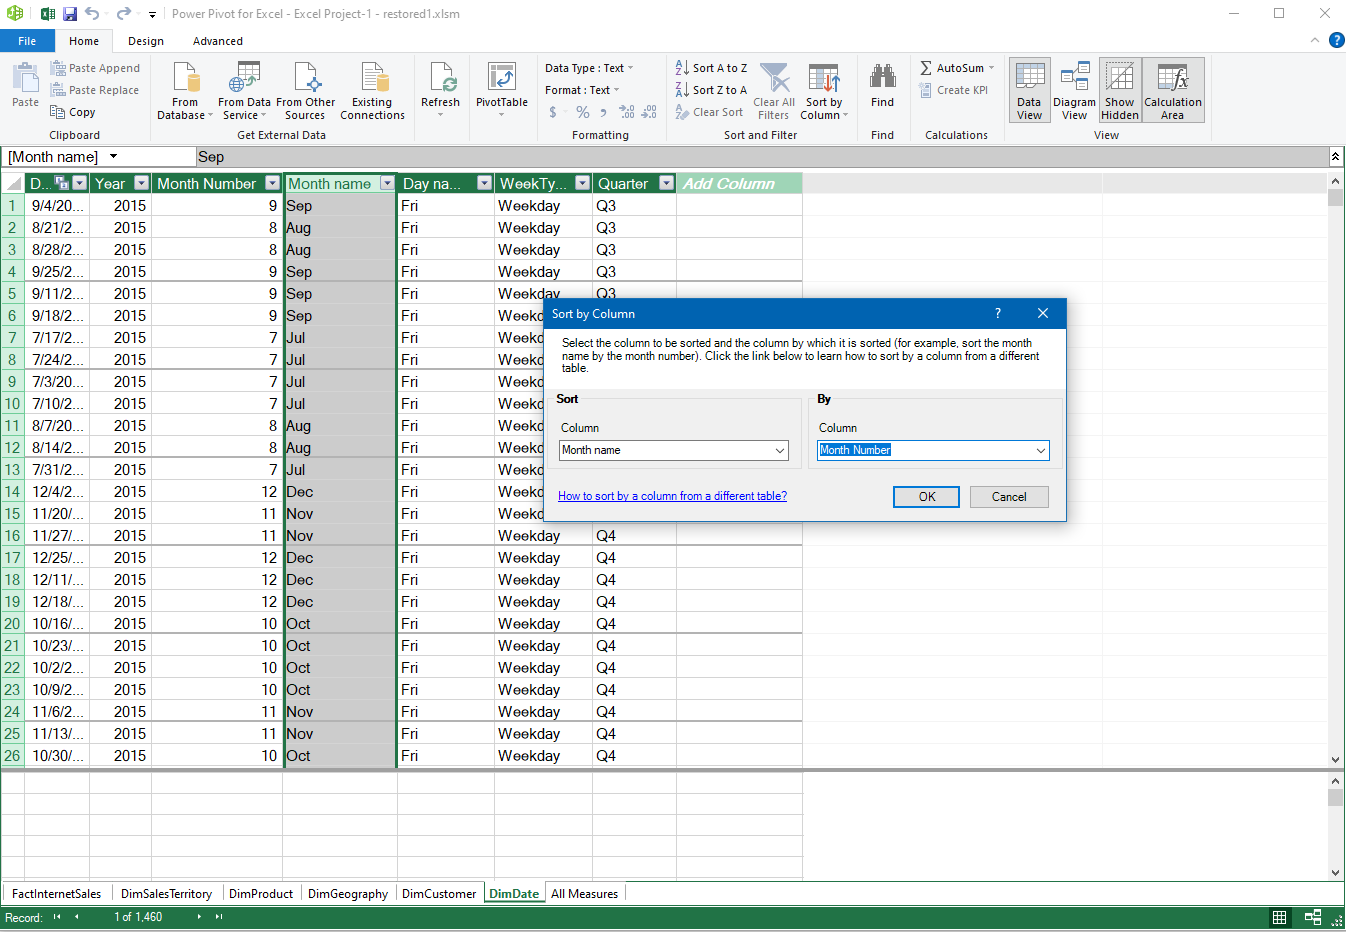 Power Pivot for Excel - Excel Project-1 - restored1.xlsm
File Home Design Advanced
Paste
Paste Append
Paste Replace
Copy
Clipboard
From Database
From Data Service
From Other Sources
Existing Connections
Get External Data
Refresh
PivotTable
Data Type : Text
Format : Text
$ % , .00 .00
Formatting
Sort A to Z
Sort Z to A
Clear Sort
Clear All Filters
Sort by Column
Sort and Filter
Find
Find
AutoSum
Create KPI
Calculations
Data View
Diagram View
Show Hidden
Calculation Area
View
[Month name] Sep
D... Year Month Number Month name Day na... WeekTy... Quarter Add Column
1 9/4/20... 2015 9 Sep Fri Weekday Q3
2 8/21/2... 2015 8 Aug Fri Weekday Q3
3 8/28/2... 2015 8 Aug Fri Weekday Q3
4 9/25/2... 2015 9 Sep Fri Weekday Q3
5 9/11/2... 2015 9 Sep Fri Weekday Q3
6 9/18/2... 2015 9 Sep Fri Weekd
7 7/17/2... 2015 7 Jul Fri Weekd
8 7/24/2... 2015 7 Jul Fri Weekd
9 7/3/20... 2015 7 Jul Fri Weekd
10 7/10/2... 2015 7 Jul Fri Weekd
11 8/7/20... 2015 8 Aug Fri Weekd
12 8/14/2... 2015 8 Aug Fri Weekd
13 7/31/2... 2015 7 Jul Fri Weekd
14 12/4/2... 2015 12 Dec Fri Weekd
15 11/20/... 2015 11 Nov Fri Weekd
16 11/27/... 2015 11 Nov Fri Weekday Q4
17 12/25/... 2015 12 Dec Fri Weekday Q4
18 12/11/... 2015 12 Dec Fri Weekday Q4
19 12/18/... 2015 12 Dec Fri Weekday Q4
20 10/16/... 2015 10 Oct Fri Weekday Q4
21 10/23/... 2015 10 Oct Fri Weekday Q4
22 10/2/2... 2015 10 Oct Fri Weekday Q4
23 10/9/2... 2015 10 Oct Fri Weekday Q4
24 11/6/2... 2015 11 Nov Fri Weekday Q4
25 11/13/... 2015 11 Nov Fri Weekday Q4
26 10/30/... 2015 10 Oct Fri Weekday Q4
Sort by Column ?
Select the column to be sorted and the column by which it is sorted (for example, sort the month
name by the month number). Click the link below to learn how to sort by a column from a different
table.
Sort By
Column Column
Month name Month Number
How to sort by a column from a different table? OK Cancel
FactInternetSales DimSalesTerritory DimProduct DimGeography DimCustomer DimDate All Measures
Record: 1 of 1,460